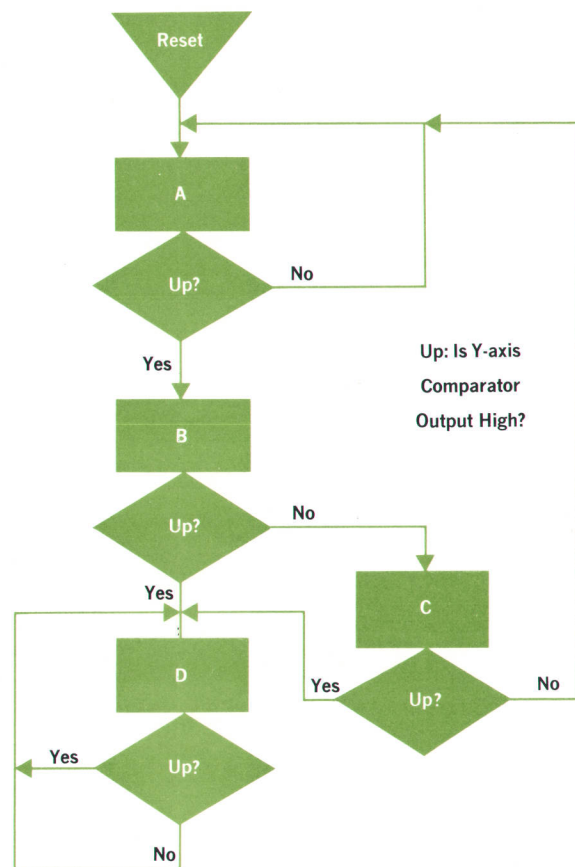 Reset
A
Up?
No
Yes
Up: Is Y-axis
Comparator
Output High?
B
Up?
No
Yes
C
D
Yes
Up?
No
Yes
Up?
No